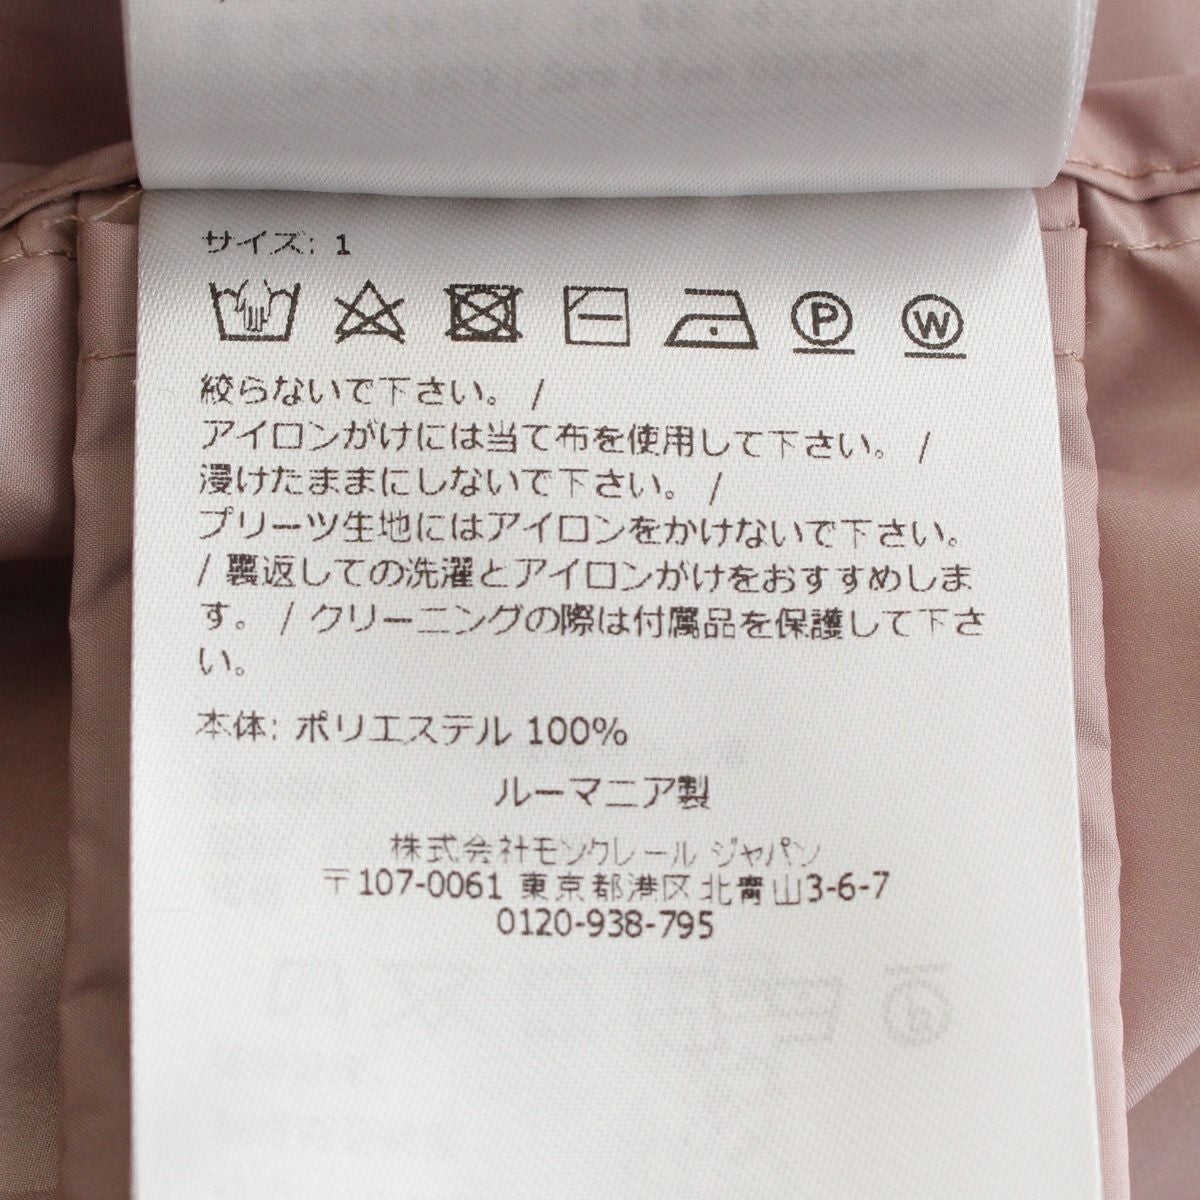 サイズ: 1
P W
絞らないで下さい。 /
アイロンがけには当て布を使用して下さい。 /
浸けたままにしないで下さい。 /
プリーツ生地にはアイロンをかけないで下さい。
/ 裏返しての洗濯とアイロンがけをおすすめしま
す。 / クリーニングの際は付属品を保護して下さ
い。
本体: ポリエステル 100%
ルーマニア製
株式会社モンクレール ジャパン
〒107-0061 東京都港区北青山3-6-7
0120-938-795